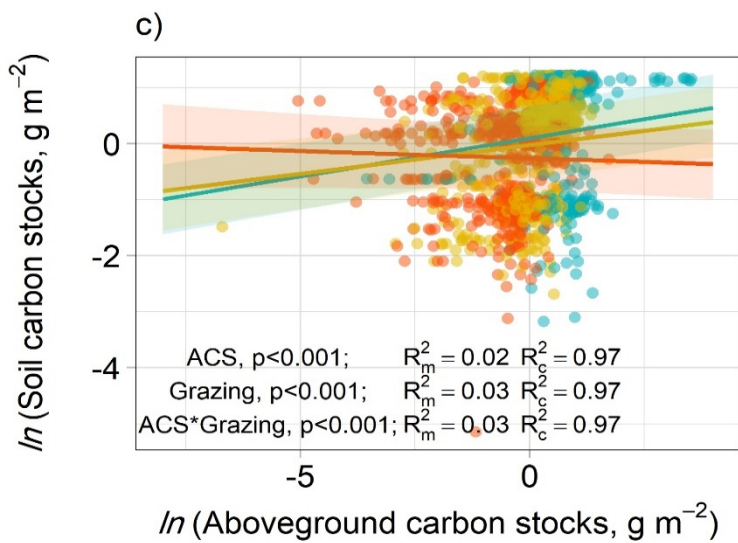 c)
ln (Soil carbon stocks, g m⁻²)
0
-2
-4
ACS, p<0.001; R²m = 0.02 R²c = 0.97
Grazing, p<0.001; R²m = 0.03 R²c = 0.97
ACS*Grazing, p<0.001; R²m = 0.03 R²c = 0.97
-5 0
ln (Aboveground carbon stocks, g m⁻²)